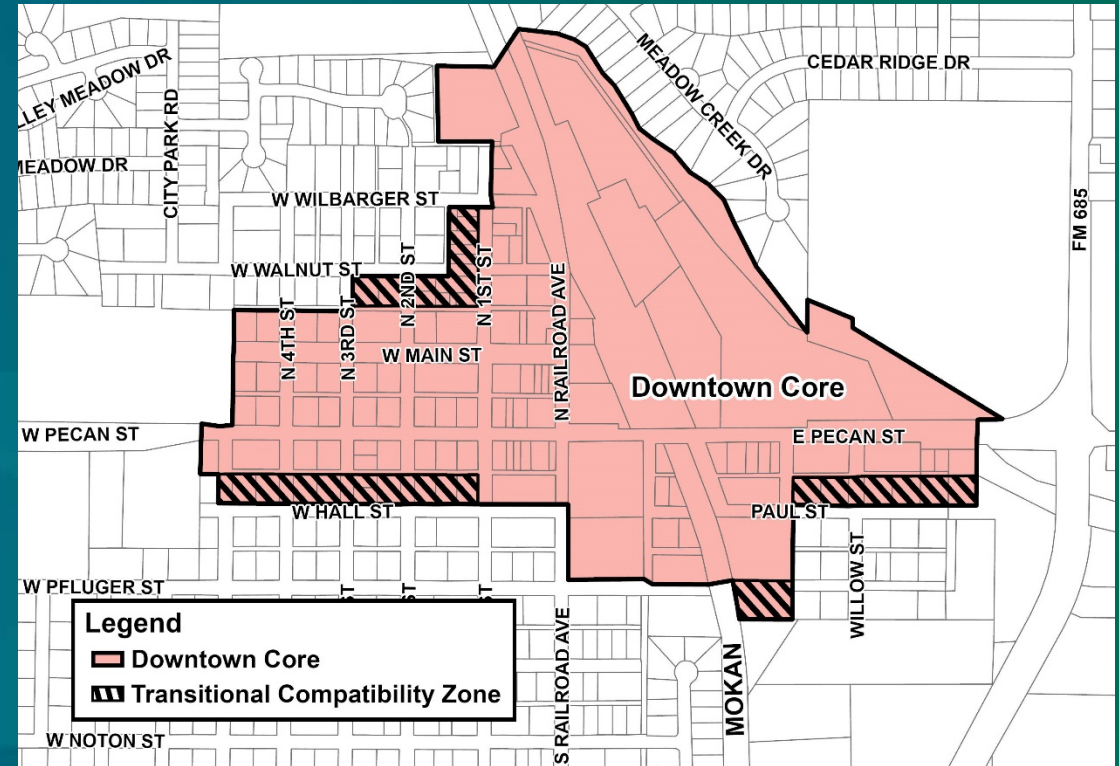 CEDAR RIDGE DR
MEADOW CREEK DR
LLEY MEADOW DR
CITY PARK RD
MEADOW DR
FM 685
W WILBARGER ST
W WALNUT ST
N 2ND ST
N 1ST ST
N RAILROAD AVE
N 4TH ST
N 3RD ST
W MAIN ST
Downtown Core
W PECAN ST
E PECAN ST
W HALL ST
PAUL ST
WILLOW ST
W PFLUGER ST
ST
ST
ST
Legend
Downtown Core
Transitional Compatibility Zone
S RAILROAD AVE
MOKAN
W NOTON ST